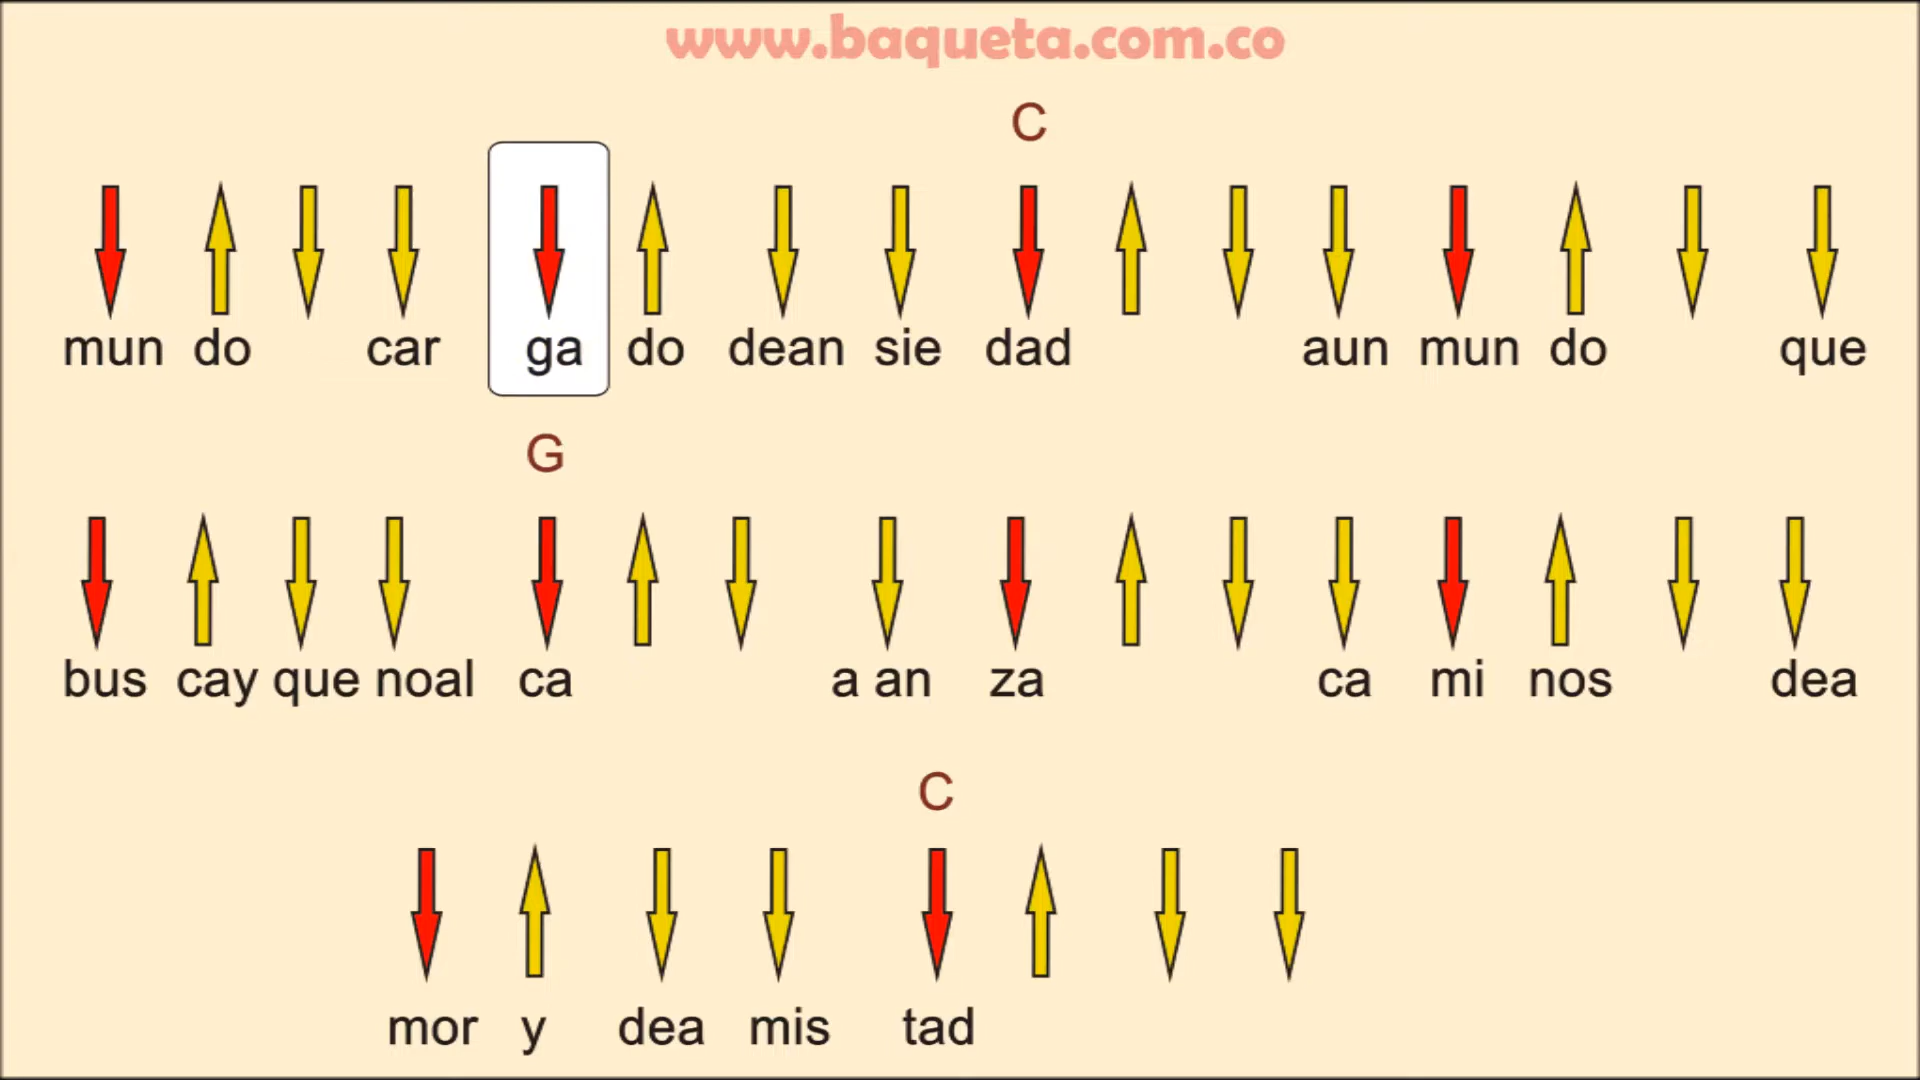 www.baqueta.com.co
C
mun do car ga do dean sie dad aun mun do que
G
bus cay que noal ca a an za ca mi nos dea
C
mor y dea mis tad